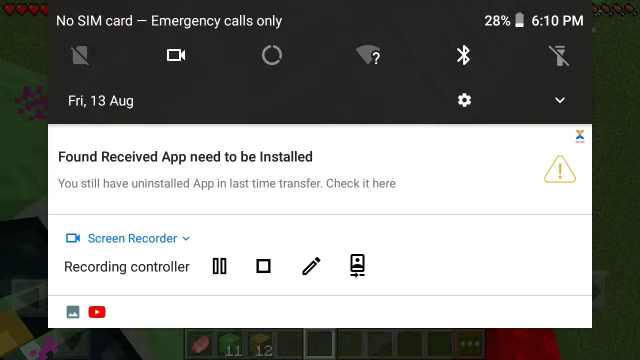 No SIM card — Emergency calls only
28% 6:10 PM
?
Fri, 13 Aug
Found Received App need to be Installed
You still have uninstalled App in last time transfer. Check it here
Screen Recorder
Recording controller
11 12